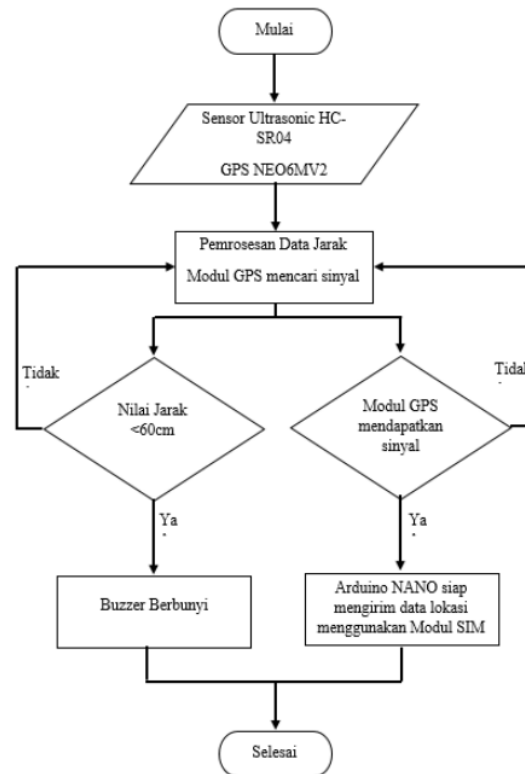 Mulai
Sensor Ultrasonic HC-
SR04
GPS NEO6MV2
Pemrosesan Data Jarak
Modul GPS mencari sinyal
Tidak
Tidak
Nilai Jarak
<60cm
Modul GPS
mendapatkan
sinyal
Ya
Ya
Buzzer Berbunyi
Arduino NANO siap
mengirim data lokasi
menggunakan Modul SIM
Selesai